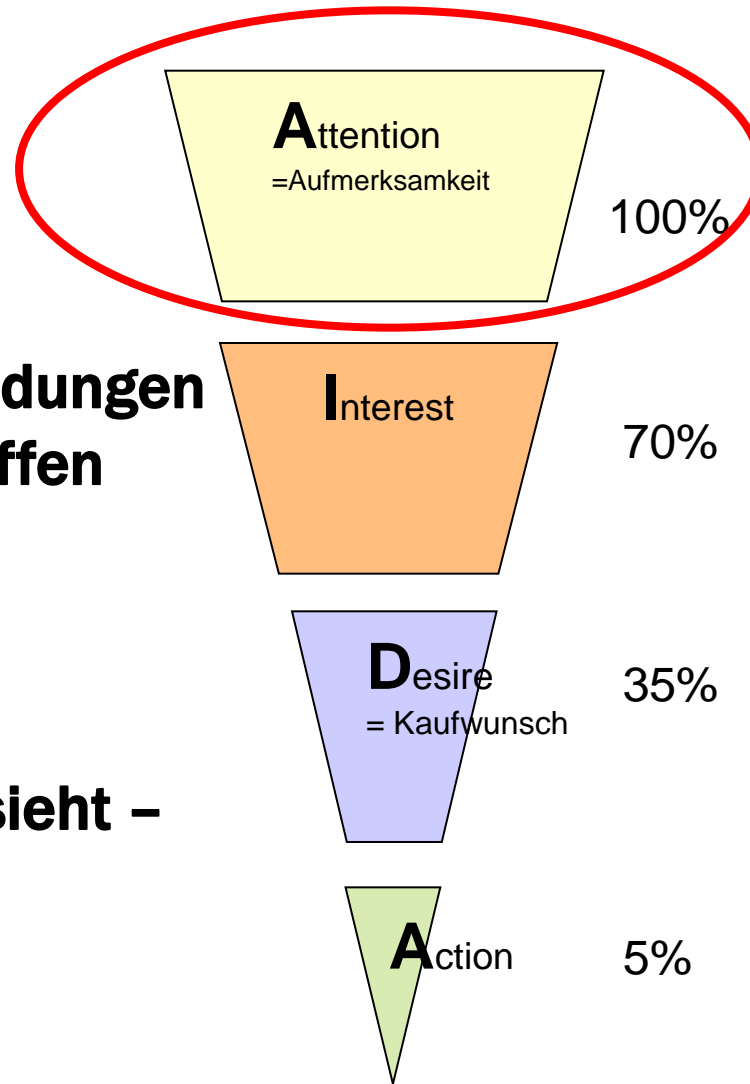 Attention
=Aufmerksamkeit
100%
dungen
ffen
Interest
70%
Desire
= Kaufwunsch
35%
sieht –
Action
5%